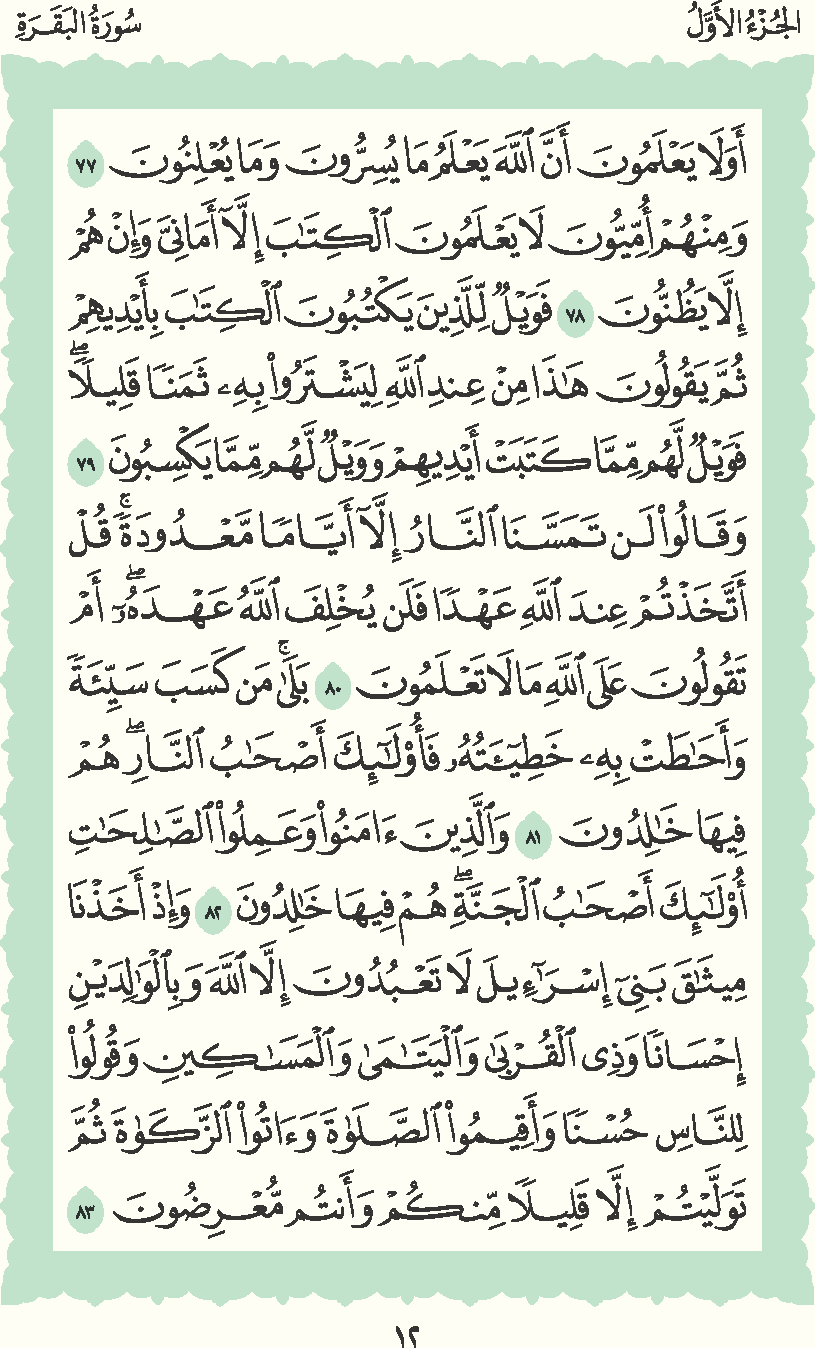 الجُزْءُ الأَوَّلُ
سُورَةُ البَقَرَةِ
أَوَلَا يَعْلَمُونَ أَنَّ ٱللَّهَ يَعْلَمُ مَا يُسِرُّونَ وَمَا يُعْلِنُونَ ٧٧
وَمِنْهُمْ أُمِّيُّونَ لَا يَعْلَمُونَ ٱلْكِتَٰبَ إِلَّآ أَمَانِىَّ وَإِنْ هُمْ
إِلَّا يَظُنُّونَ ٧٨ فَوَيْلٌ لِّلَّذِينَ يَكْتُبُونَ ٱلْكِتَٰبَ بِأَيْدِيهِمْ
ثُمَّ يَقُولُونَ هَٰذَا مِنْ عِندِ ٱللَّهِ لِيَشْتَرُوا۟ بِهِۦ ثَمَنًا قَلِيلًا ۖ
فَوَيْلٌ لَّهُم مِّمَّا كَتَبَتْ أَيْدِيهِمْ وَوَيْلٌ لَّهُم مِّمَّا يَكْسِبُونَ ٧٩
وَقَالُوا۟ لَن تَمَسَّنَا ٱلنَّارُ إِلَّآ أَيَّامًا مَّعْدُودَةً ۚ قُلْ
أَتَّخَذْتُمْ عِندَ ٱللَّهِ عَهْدًا فَلَن يُخْلِفَ ٱللَّهُ عَهْدَهُۥٓ ۖ أَمْ
تَقُولُونَ عَلَى ٱللَّهِ مَا لَا تَعْلَمُونَ ٨٠ بَلَىٰ ۚ مَن كَسَبَ سَيِّئَةً
وَأَحَٰطَتْ بِهِۦ خَطِيٓـَٔتُهُۥ فَأُو۟لَٰٓئِكَ أَصْحَٰبُ ٱلنَّارِ ۖ هُمْ
فِيهَا خَٰلِدُونَ ٨١ وَٱلَّذِينَ ءَامَنُوا۟ وَعَمِلُوا۟ ٱلصَّٰلِحَٰتِ
أُو۟لَٰٓئِكَ أَصْحَٰبُ ٱلْجَنَّةِ ۖ هُمْ فِيهَا خَٰلِدُونَ ٨٢ وَإِذْ أَخَذْنَا
مِيثَٰقَ بَنِىٓ إِسْرَٰٓءِيلَ لَا تَعْبُدُونَ إِلَّا ٱللَّهَ وَبِٱلْوَٰلِدَيْنِ
إِحْسَانًا وَذِى ٱلْقُرْبَىٰ وَٱلْيَتَٰمَىٰ وَٱلْمَسَٰكِينِ وَقُولُوا۟
لِلنَّاسِ حُسْنًا وَأَقِيمُوا۟ ٱلصَّلَوٰةَ وَءَاتُوا۟ ٱلزَّكَوٰةَ ثُمَّ
تَوَلَّيْتُمْ إِلَّا قَلِيلًا مِّنكُمْ وَأَنتُم مُّعْرِضُونَ ٨٣
١٢